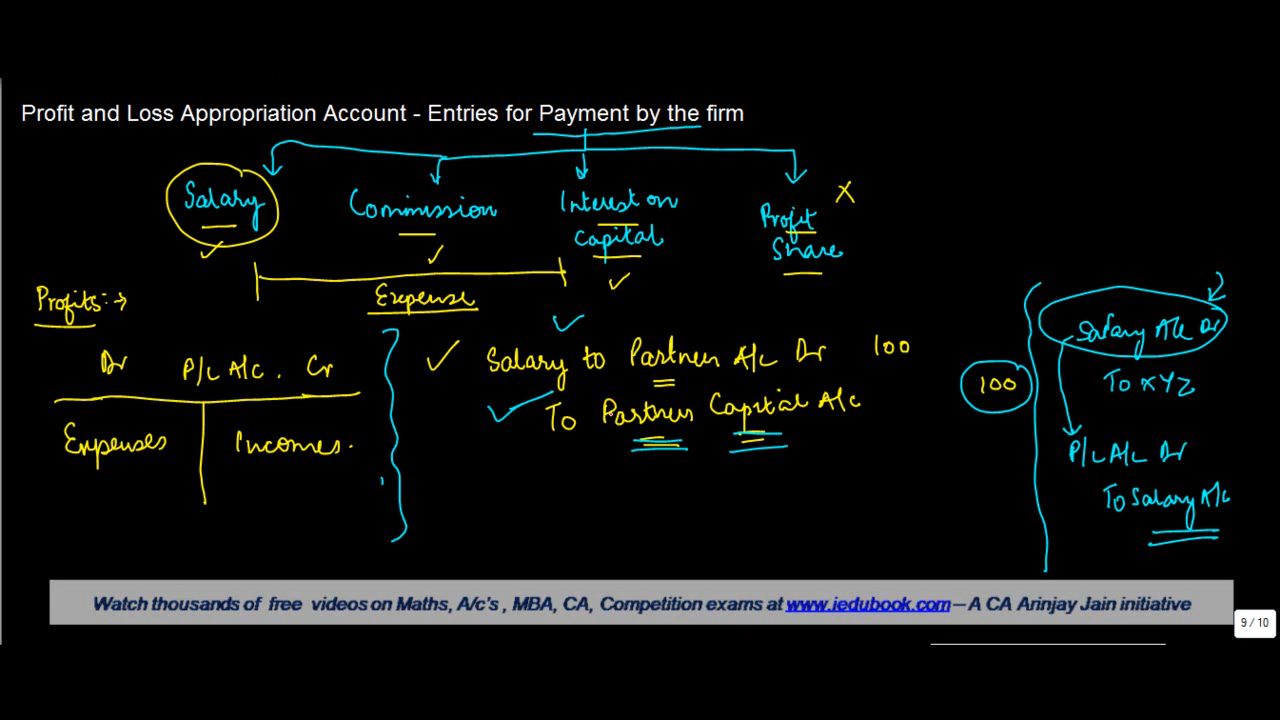 Profit and Loss Appropriation Account - Entries for Payment by the firm
Salary
Commission
Interest on
Capital
Profit
Share
X
Expense
Profits:→
Dr P/L A/c. Cr
Expenses Incomes.
Salary to Partner A/c Dr 100
To Partner Capital A/c
100
Salary A/c Dr
To XYZ
P/L A/c Dr
To Salary A/c
Watch thousands of free videos on Maths, A/c's , MBA, CA, Competition exams at www.iedubook.com – A CA Arinjay Jain initiative
9 / 10